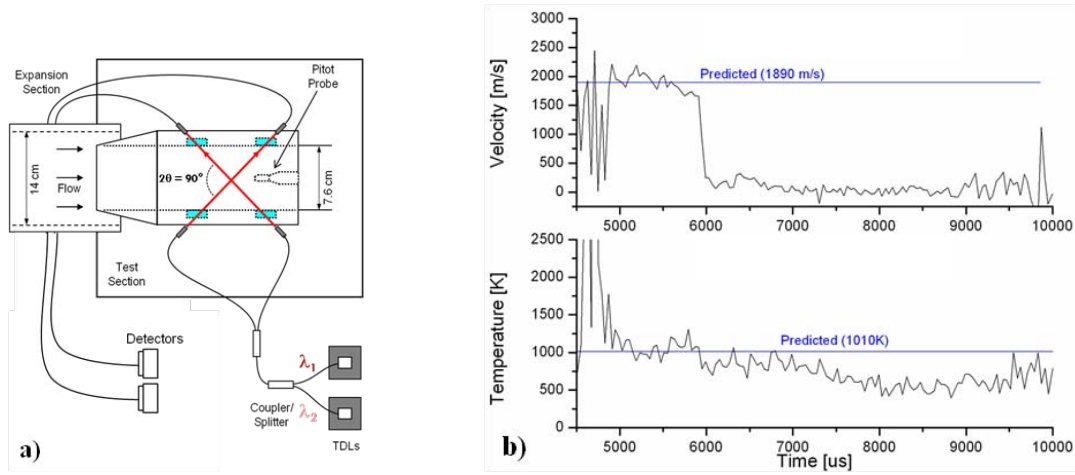 Expansion
Section
Pitot
Probe
14 cm
Flow
2θ = 90°
7.6 cm
Test
Section
Detectors
λ1
Coupler/
Splitter
λ2
TDLs
a)
3000
2500
2000
1500
1000
500
0
Velocity [m/s]
Predicted (1890 m/s)
5000 6000 7000 8000 9000 10000
2500
2000
1500
1000
500
0
Temperature [K]
Predicted (1010K)
5000 6000 7000 8000 9000 10000
Time [us]
b)